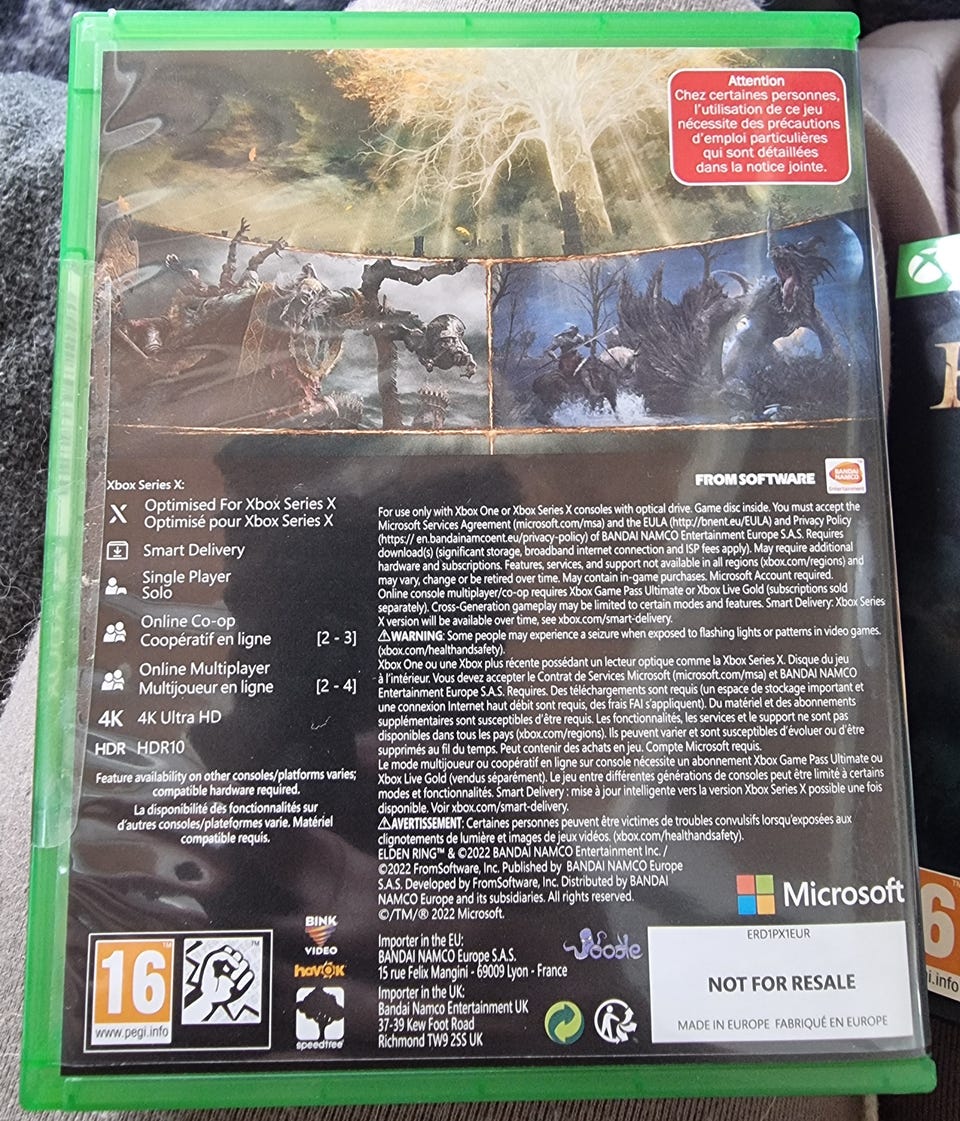 Attention
Chez certaines personnes,
l'utilisation de ce jeu
nécessite des précautions
d'emploi particulières
qui sont détaillées
dans la notice jointe.
FROMSOFTWARE
BANDAI
NAMCO
Entertainment
Xbox Series X:
Optimised For Xbox Series X
Optimisé pour Xbox Series X
Smart Delivery
Single Player
Solo
Online Co-op
Coopératif en ligne [2 - 3]
Online Multiplayer
Multijoueur en ligne [2 - 4]
4K 4K Ultra HD
HDR HDR10
Feature availability on other consoles/platforms varies;
compatible hardware required.
La disponibilité des fonctionnalités sur
d'autres consoles/plateformes varie. Matériel
compatible requis.
For use only with Xbox One or Xbox Series X consoles with optical drive. Game disc inside. You must accept the
Microsoft Services Agreement (microsoft.com/msa) and the EULA (http://bnent.eu/EULA) and Privacy Policy
(https:// en.bandainamcoent.eu/privacy-policy) of BANDAI NAMCO Entertainment Europe S.A.S. Requires
download(s) (significant storage, broadband internet connection and ISP fees apply). May require additional
hardware and subscriptions. Features, services, and support not available in all regions (xbox.com/regions) and
may vary, change or be retired over time. May contain in-game purchases. Microsoft Account required.
Online console multiplayer/co-op requires Xbox Game Pass Ultimate or Xbox Live Gold (subscriptions sold
separately). Cross-Generation gameplay may be limited to certain modes and features. Smart Delivery: Xbox Series
X version will be available over time, see xbox.com/smart-delivery.
⚠WARNING: Some people may experience a seizure when exposed to flashing lights or patterns in video games.
(xbox.com/healthandsafety).
Xbox One ou une Xbox plus récente possédant un lecteur optique comme la Xbox Series X. Disque du jeu
à l'intérieur. Vous devez accepter le Contrat de Services Microsoft (microsoft.com/msa) et BANDAI NAMCO
Entertainment Europe S.A.S. Requires. Des téléchargements sont requis (un espace de stockage important et
une connexion Internet haut débit sont requis, des frais FAI s'appliquent). Du matériel et des abonnements
supplémentaires sont susceptibles d'être requis. Les fonctionnalités, les services et le support ne sont pas
disponibles dans tous les pays (xbox.com/regions). Ils peuvent varier et sont susceptibles d'évoluer ou d'être
supprimés au fil du temps. Peut contenir des achats en jeu. Compte Microsoft requis.
Le mode multijoueur ou coopératif en ligne sur console nécessite un abonnement Xbox Game Pass Ultimate ou
Xbox Live Gold (vendus séparément). Le jeu entre différentes générations de consoles peut être limité à certains
modes et fonctionnalités. Smart Delivery : mise à jour intelligente vers la version Xbox Series X possible une fois
disponible. Voir xbox.com/smart-delivery.
⚠AVERTISSEMENT: Certaines personnes peuvent être victimes de troubles convulsifs lorsqu'exposées aux
clignotements de lumière et images de jeux vidéos. (xbox.com/healthandsafety).
ELDEN RING™ & ©2022 BANDAI NAMCO Entertainment Inc. /
©2022 FromSoftware, Inc. Published by BANDAI NAMCO Europe
S.A.S. Developed by FromSoftware, Inc. Distributed by BANDAI
NAMCO Europe and its subsidiaries. All rights reserved.
©/TM/® 2022 Microsoft.
Microsoft
16™
www.pegi.info
™
BINK
VIDEO
havok
speedtree
Importer in the EU:
BANDAI NAMCO Europe S.A.S.
15 rue Felix Mangini - 69009 Lyon - France
Importer in the UK:
Bandai Namco Entertainment UK
37-39 Kew Foot Road
Richmond TW9 2SS UK
oodle
ERD1PX1EUR
NOT FOR RESALE
MADE IN EUROPE FABRIQUÉ EN EUROPE
6
gi.info